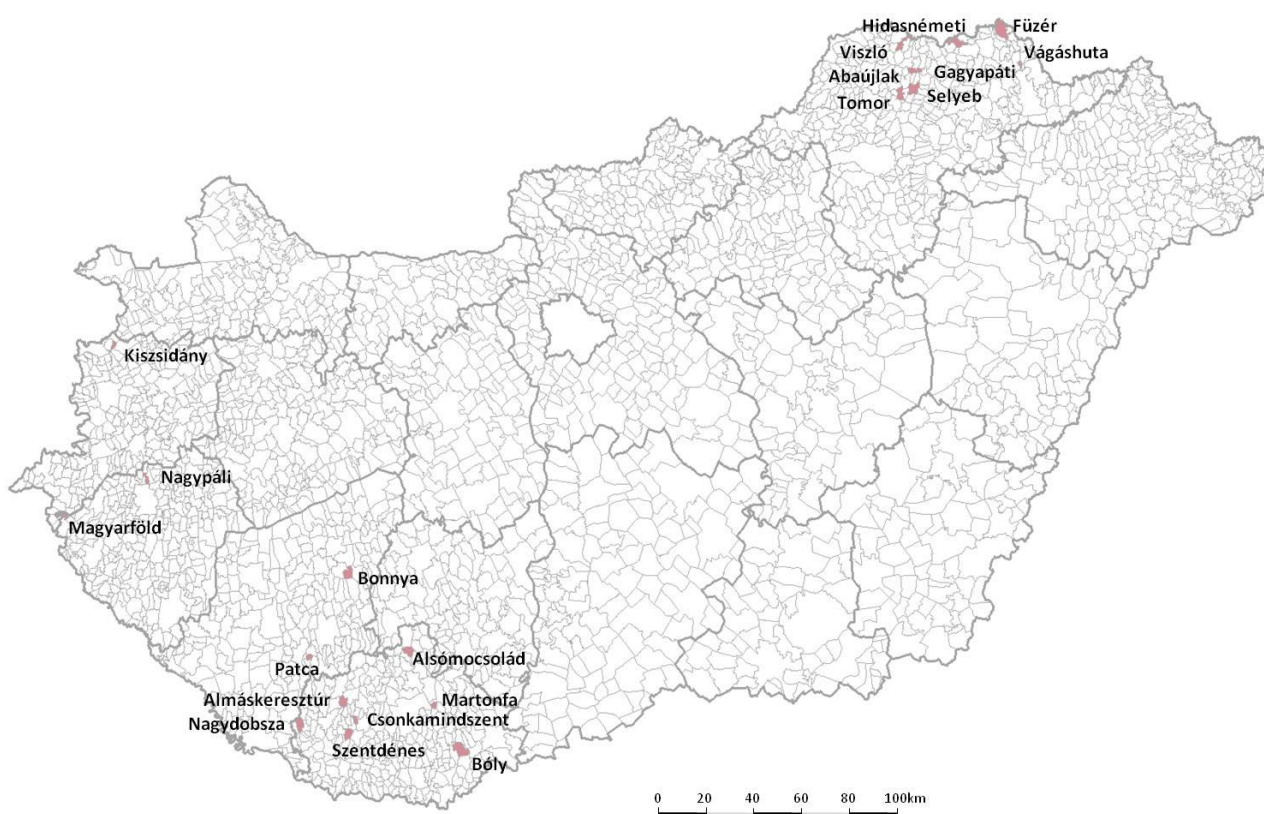 Hidasnémeti
Füzér
Viszló
Vágáshuta
Abaújlak
Gagyapáti
Tomor
Selyeb
Kiszsidány
Nagypáli
Magyarföld
Bonnya
Patca
Alsómocsolád
Almáskeresztúr
Martonfa
Nagydobsza
Csonkamindszent
Szentdénes
Bóly
0 20 40 60 80 100km